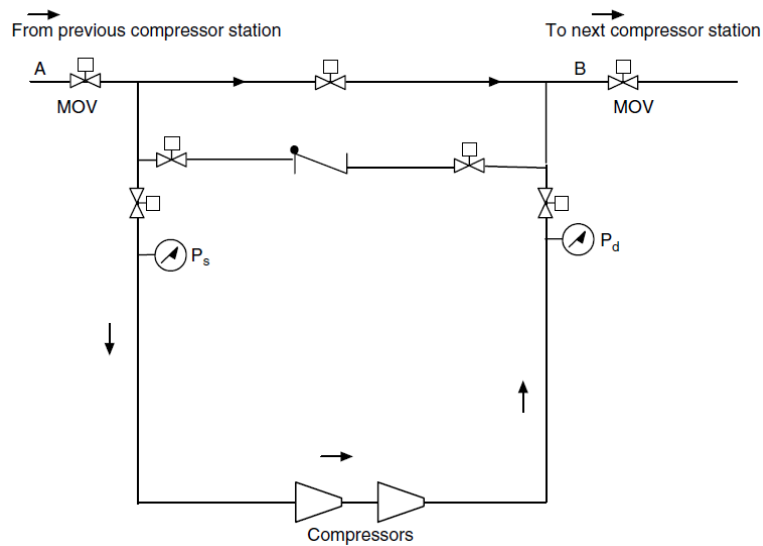 From previous compressor station
To next compressor station
A
B
MOV
MOV
Ps
Pd
Compressors